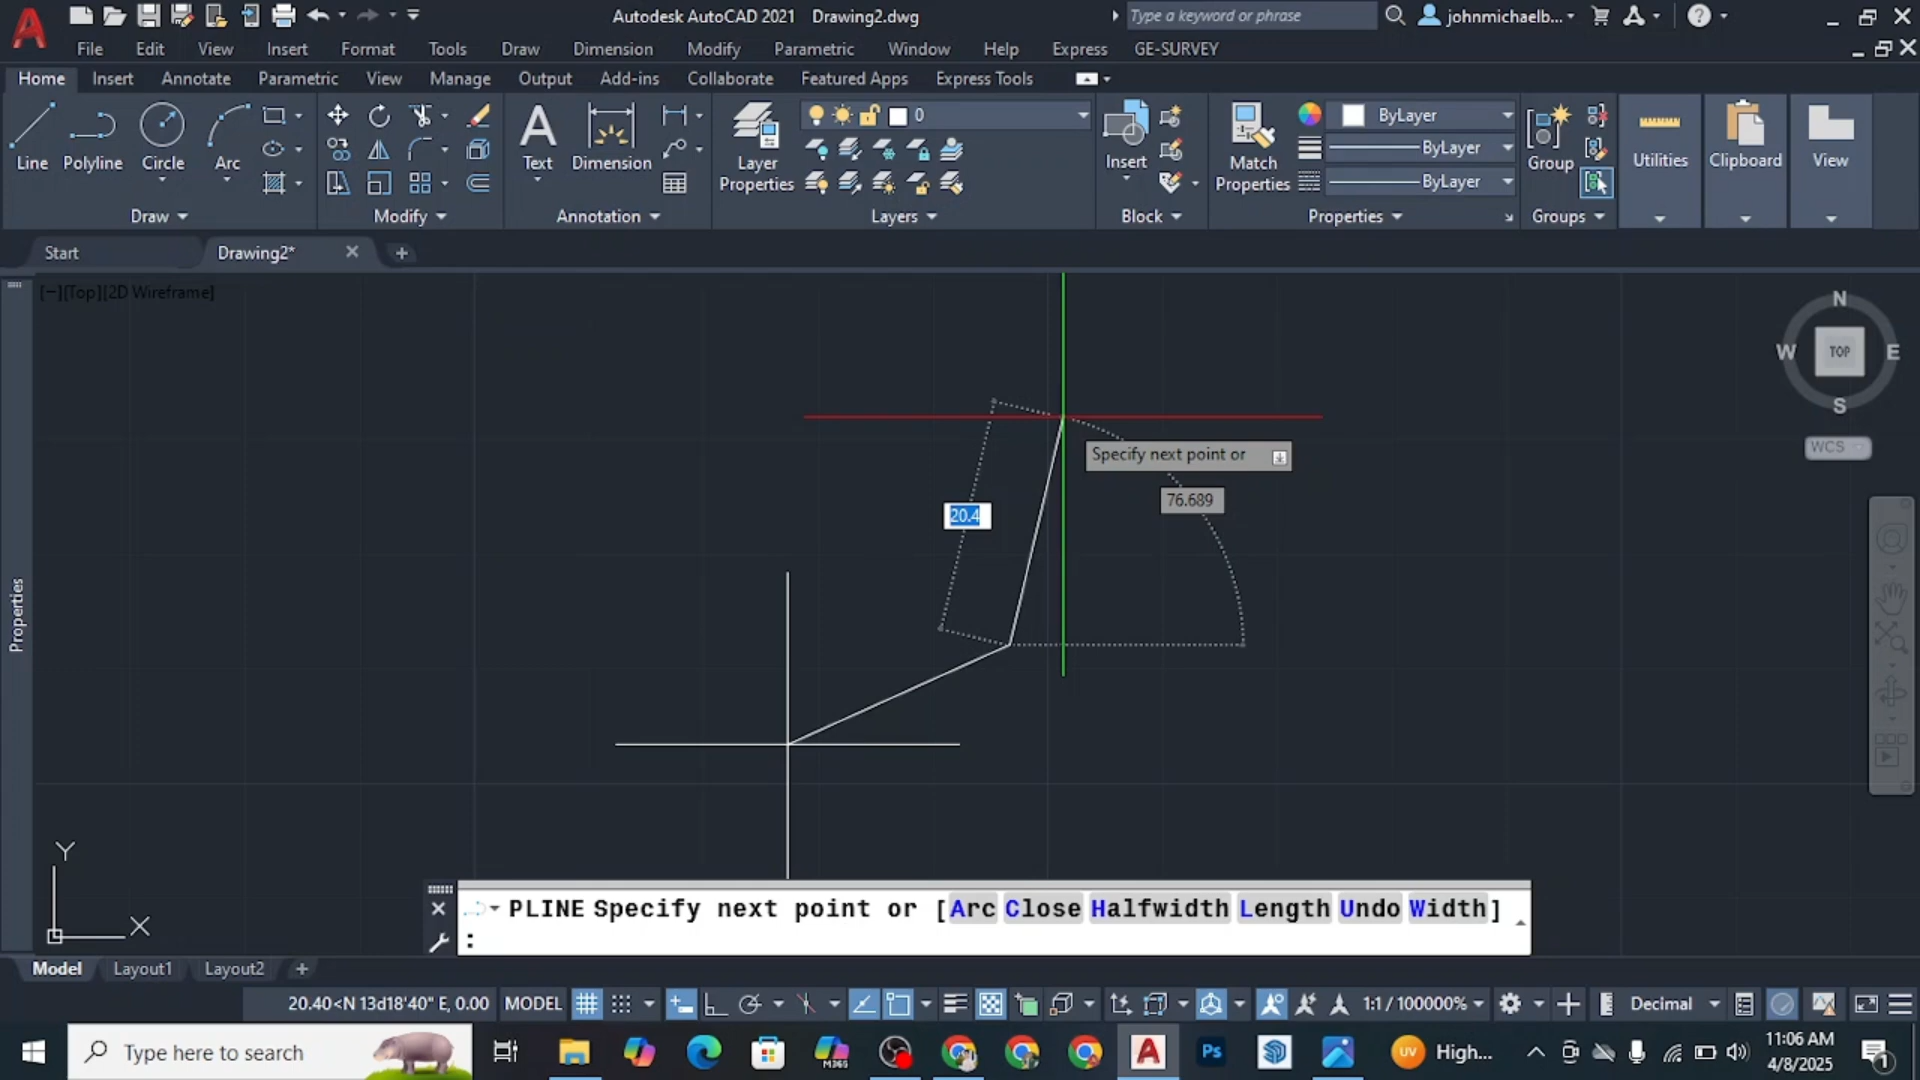 Autodesk AutoCAD 2021 Drawing2.dwg
Type a keyword or phrase
johnmichaelb...
File Edit View Insert Format Tools Draw Dimension Modify Parametric Window Help Express GE-SURVEY
Home Insert Annotate Parametric View Manage Output Add-ins Collaborate Featured Apps Express Tools
0
ByLayer
ByLayer
ByLayer
Line Polyline Circle Arc
Text Dimension
Layer Properties
Insert
Match Properties
Group
Utilities
Clipboard
View
Draw Modify Annotation Layers Block Properties Groups
Start Drawing2*
[−][Top][2D Wireframe]
N
W TOP E
S
WCS
Specify next point or
76.689
20.4
Properties
Y
X
PLINE Specify next point or [Arc Close Halfwidth Length Undo Width]
:
Model Layout1 Layout2
20.40<N 13d18'40" E, 0.00 MODEL
1:1 / 100000%
Decimal
Type here to search
M365
Ps
UV
High...
11:06 AM
4/8/2025
1